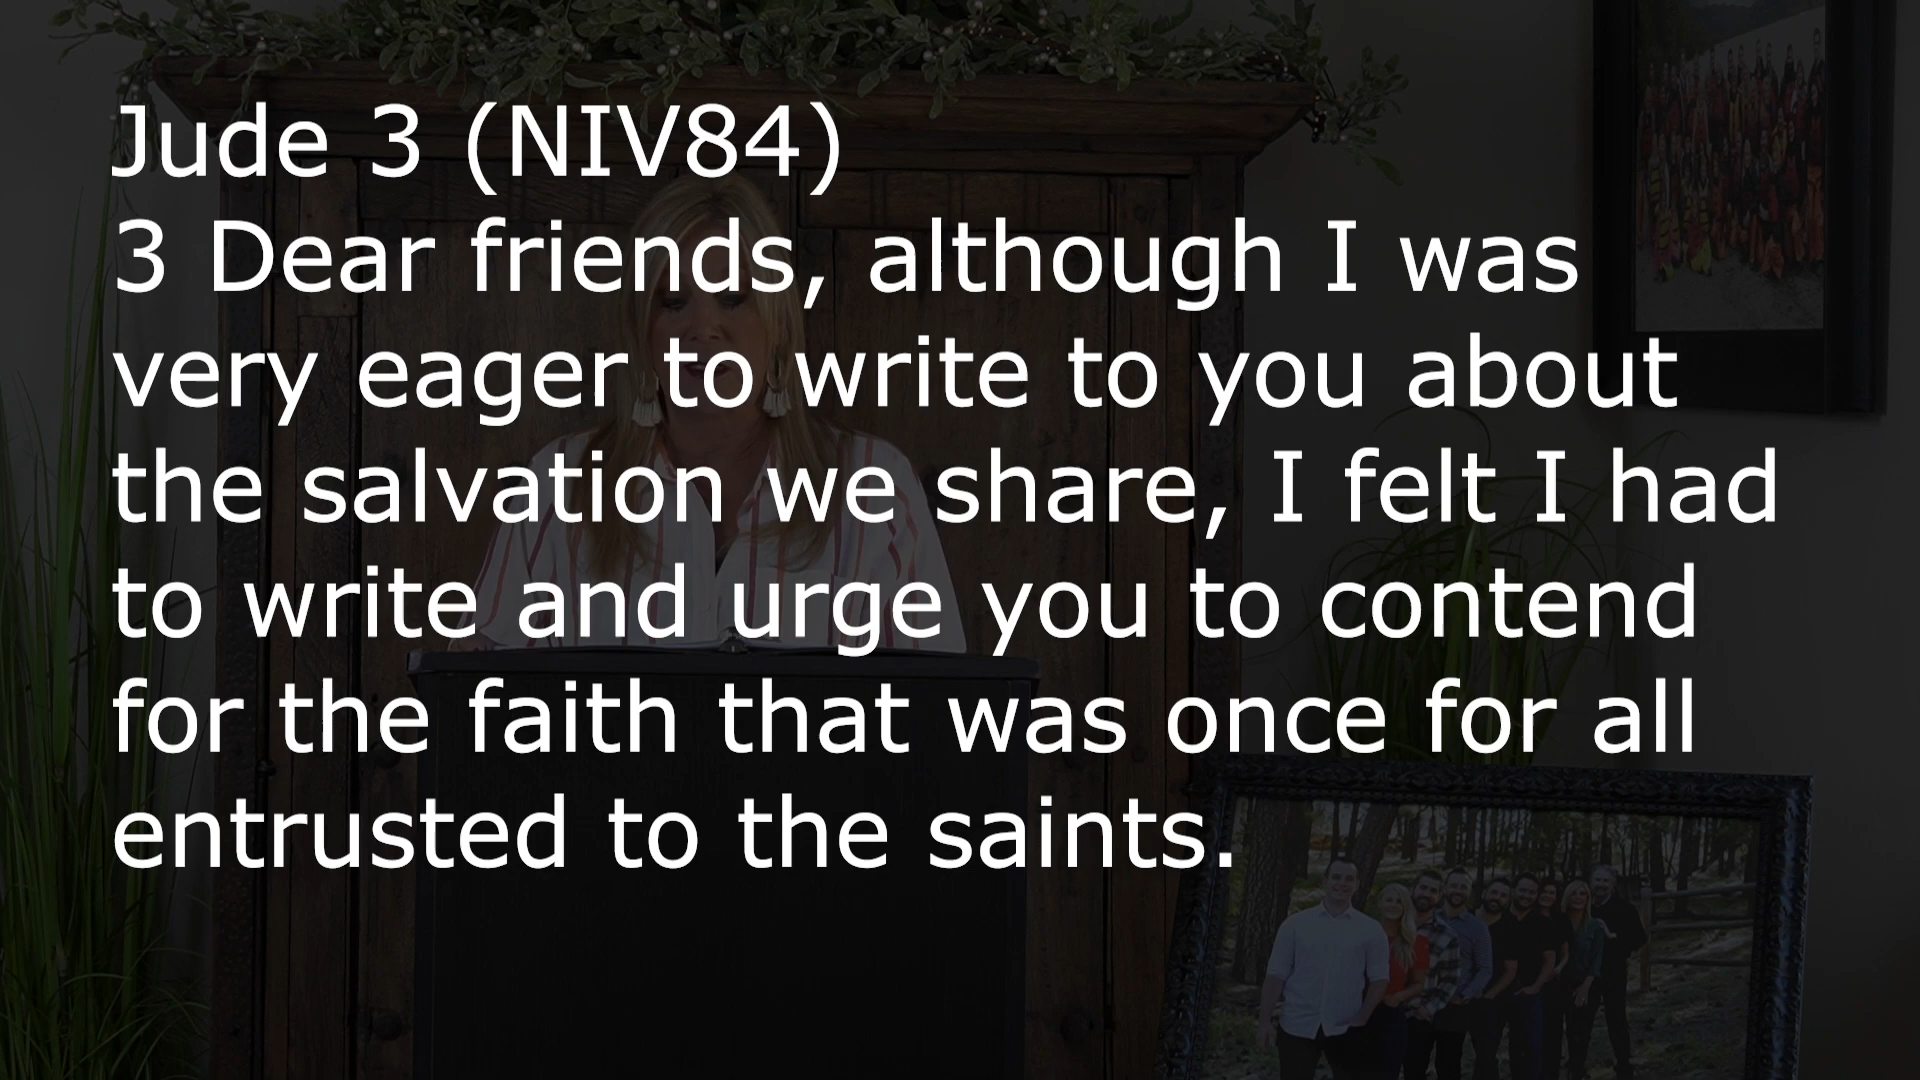 Jude 3 (NIV84)
3 Dear friends, although I was
very eager to write to you about
the salvation we share, I felt I had
to write and urge you to contend
for the faith that was once for all
entrusted to the saints.